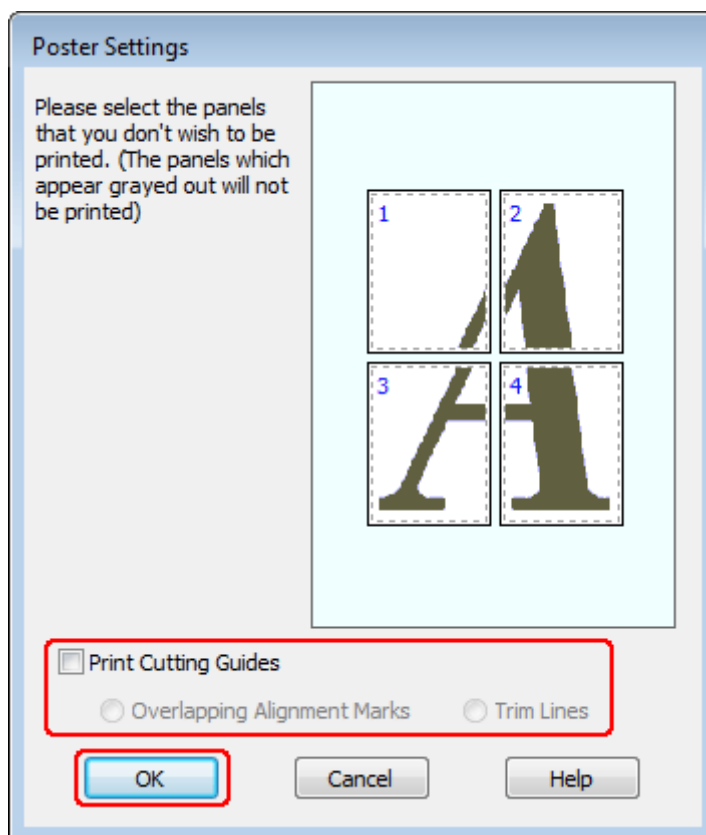 Poster Settings
Please select the panels
that you don't wish to be
printed. (The panels which
appear grayed out will not
be printed)
1
2
3
4
Print Cutting Guides
Overlapping Alignment Marks
Trim Lines
OK
Cancel
Help